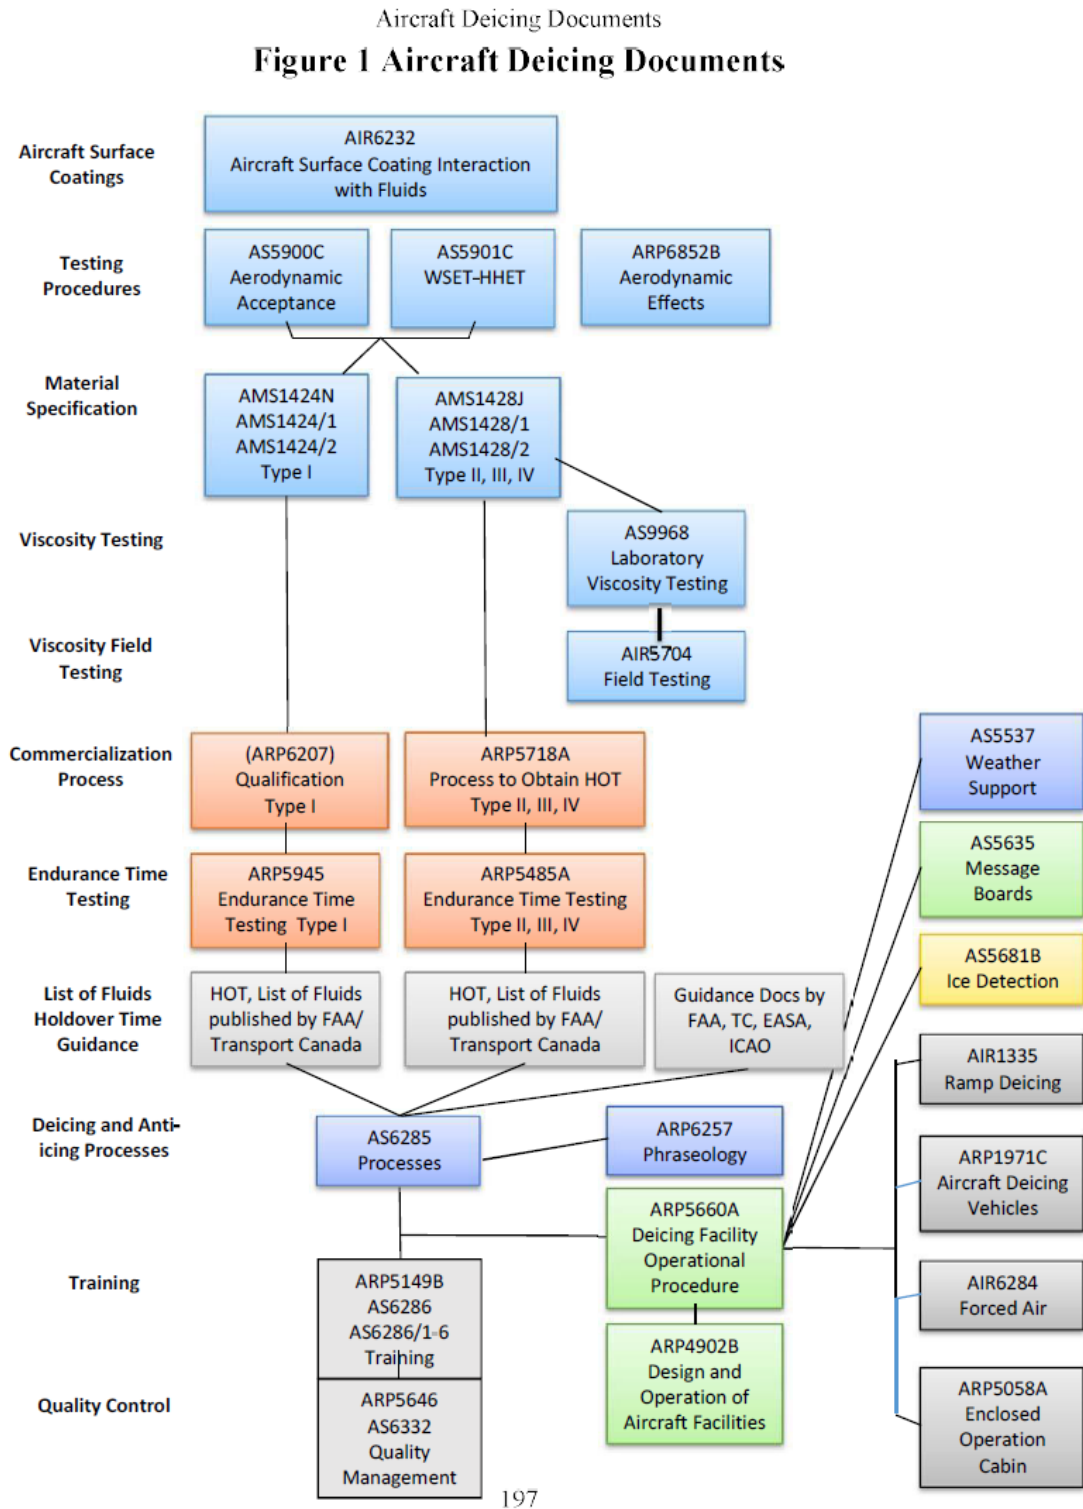 Aircraft Deicing Documents
Figure 1 Aircraft Deicing Documents
Aircraft Surface
Coatings
AIR6232
Aircraft Surface Coating Interaction
with Fluids
Testing
Procedures
AS5900C
Aerodynamic
Acceptance
AS5901C
WSET-HHET
ARP6852B
Aerodynamic
Effects
Material
Specification
AMS1424N
AMS1424/1
AMS1424/2
Type I
AMS1428J
AMS1428/1
AMS1428/2
Type II, III, IV
Viscosity Testing
AS9968
Laboratory
Viscosity Testing
Viscosity Field
Testing
AIR5704
Field Testing
Commercialization
Process
(ARP6207)
Qualification
Type I
ARP5718A
Process to Obtain HOT
Type II, III, IV
AS5537
Weather
Support
Endurance Time
Testing
ARP5945
Endurance Time
Testing Type I
ARP5485A
Endurance Time Testing
Type II, III, IV
AS5635
Message
Boards
AS5681B
Ice Detection
List of Fluids
Holdover Time
Guidance
HOT, List of Fluids
published by FAA/
Transport Canada
HOT, List of Fluids
published by FAA/
Transport Canada
Guidance Docs by
FAA, TC, EASA,
ICAO
AIR1335
Ramp Deicing
Deicing and Anti-
icing Processes
AS6285
Processes
ARP6257
Phraseology
ARP1971C
Aircraft Deicing
Vehicles
ARP5660A
Deicing Facility
Operational
Procedure
Training
ARP5149B
AS6286
AS6286/1-6
Training
AIR6284
Forced Air
ARP4902B
Design and
Operation of
Aircraft Facilities
Quality Control
ARP5646
AS6332
Quality
Management
ARP5058A
Enclosed
Operation
Cabin
197